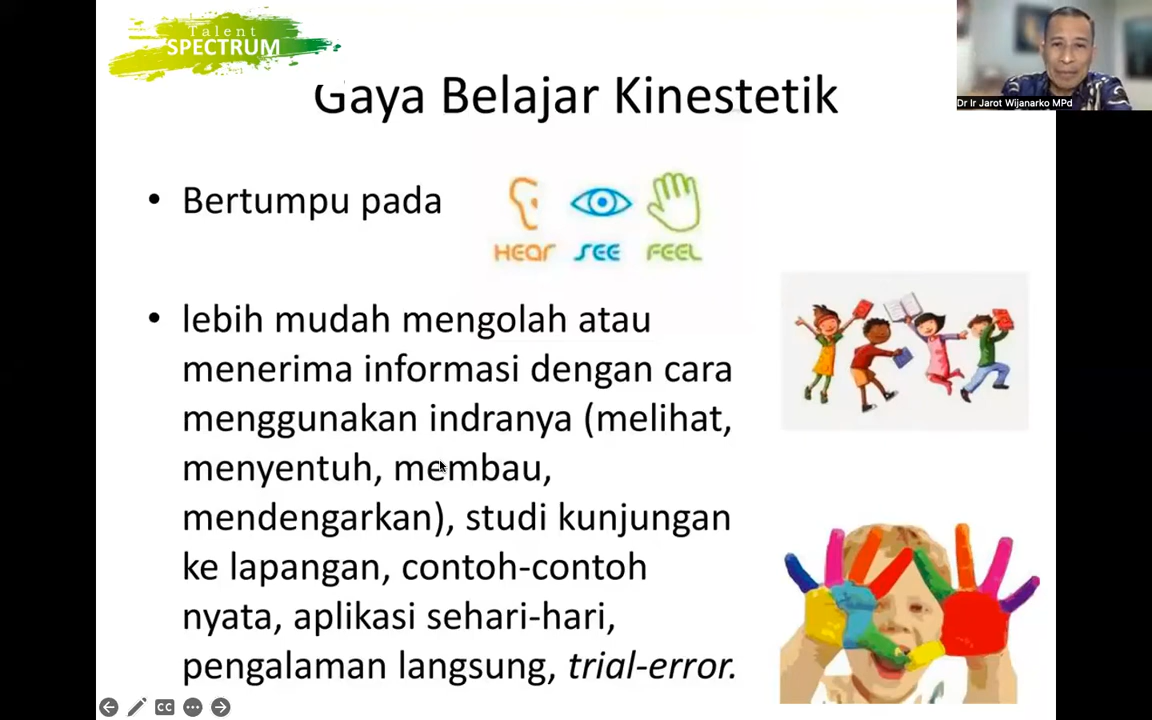 Talent
SPECTRUM
Dr Ir Jarot Wijanarko MPd
Gaya Belajar Kinestetik
• Bertumpu pada
HEAR SEE FEEL
• lebih mudah mengolah atau
menerima informasi dengan cara
menggunakan indranya (melihat,
menyentuh, membau,
mendengarkan), studi kunjungan
ke lapangan, contoh-contoh
nyata, aplikasi sehari-hari,
pengalaman langsung, trial-error.
CC